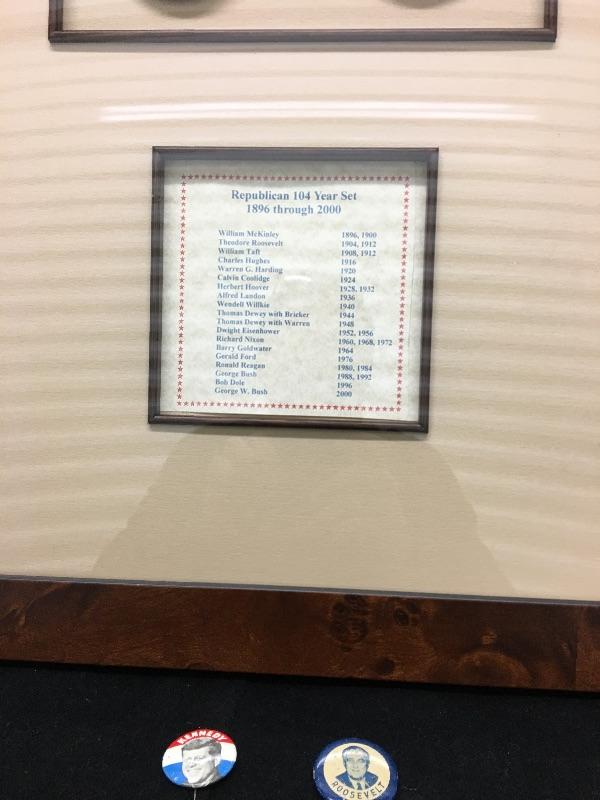 Republican 104 Year Set
1896 through 2000
William McKinley 1896, 1900
Theodore Roosevelt 1904, 1912
William Taft 1908, 1912
Charles Hughes 1916
Warren G. Harding 1920
Calvin Coolidge 1924
Herbert Hoover 1928, 1932
Alfred Landon 1936
Wendell Willkie 1940
Thomas Dewey with Bricker 1944
Thomas Dewey with Warren 1948
Dwight Eisenhower 1952, 1956
Richard Nixon 1960, 1968, 1972
Barry Goldwater 1964
Gerald Ford 1976
Ronald Reagan 1980, 1984
George Bush 1988, 1992
Bob Dole 1996
George W. Bush 2000
KENNEDY
ROOSEVELT